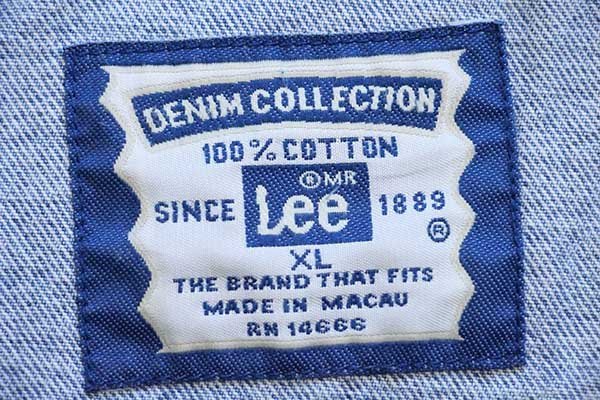 DENIM COLLECTION
100% COTTON
® MR
SINCE Lee 1889
®
XL
THE BRAND THAT FITS
MADE IN MACAU
RN 14666